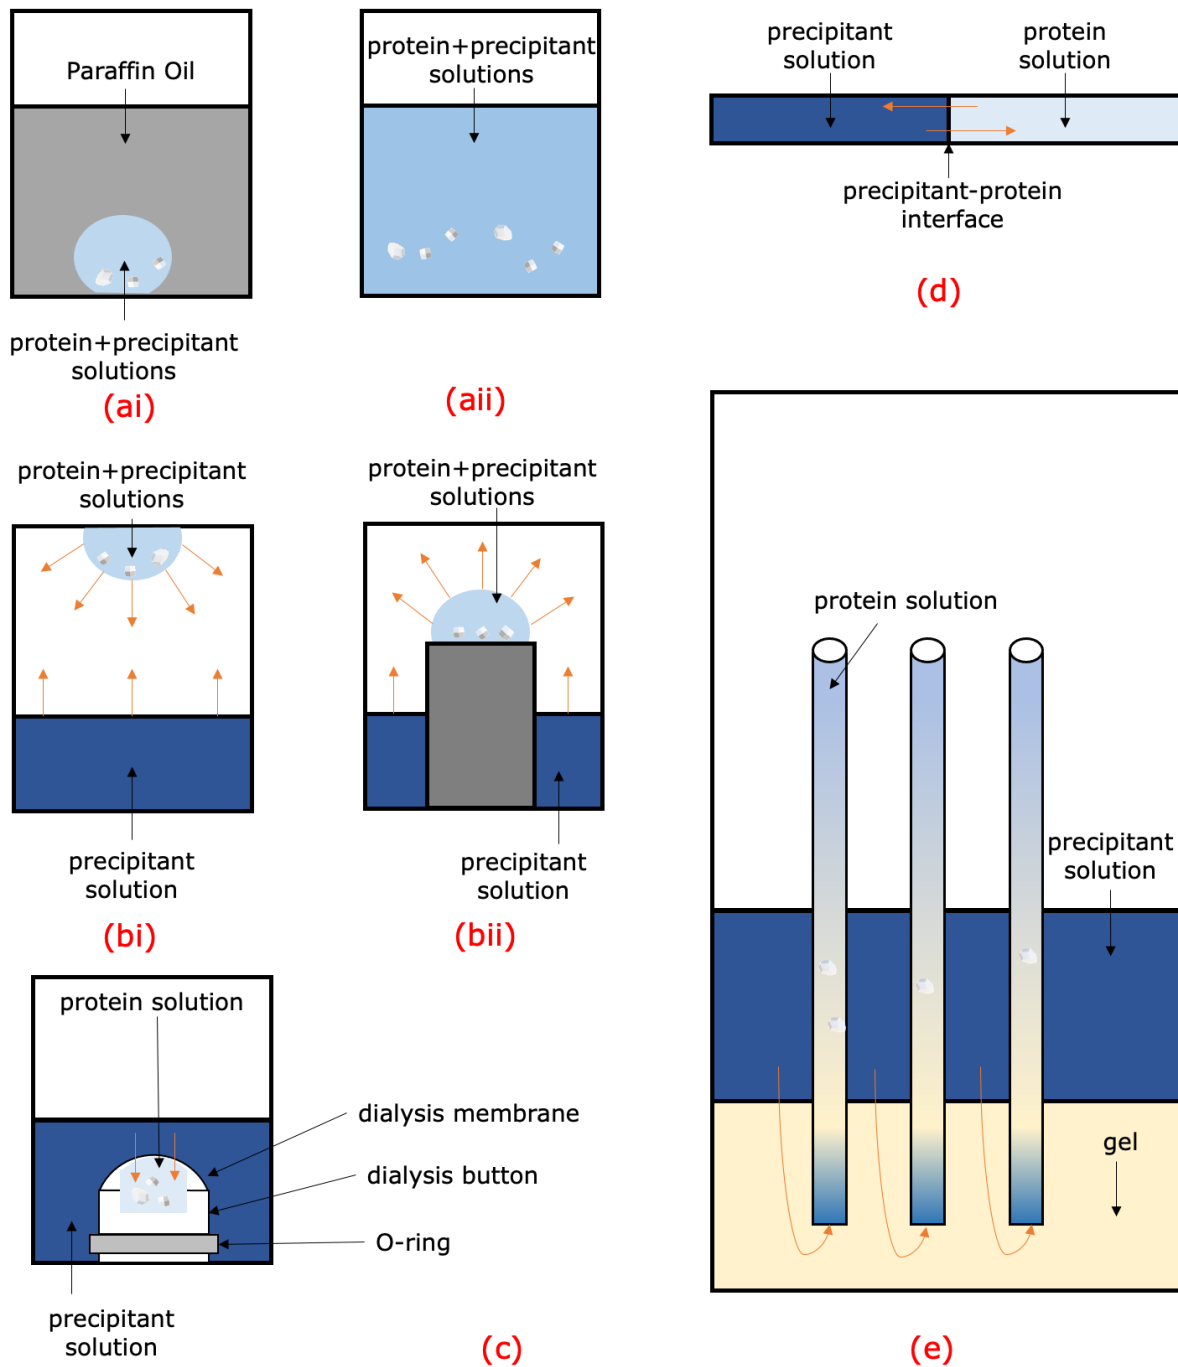 Paraffin Oil
protein+precipitant
solutions
(ai)
protein+precipitant
solutions
(aii)
precipitant
solution
protein
solution
precipitant-protein
interface
(d)
protein+precipitant
solutions
precipitant
solution
(bi)
protein+precipitant
solutions
precipitant
solution
(bii)
protein solution
dialysis membrane
dialysis button
O-ring
precipitant
solution
(c)
protein solution
precipitant
solution
gel
(e)